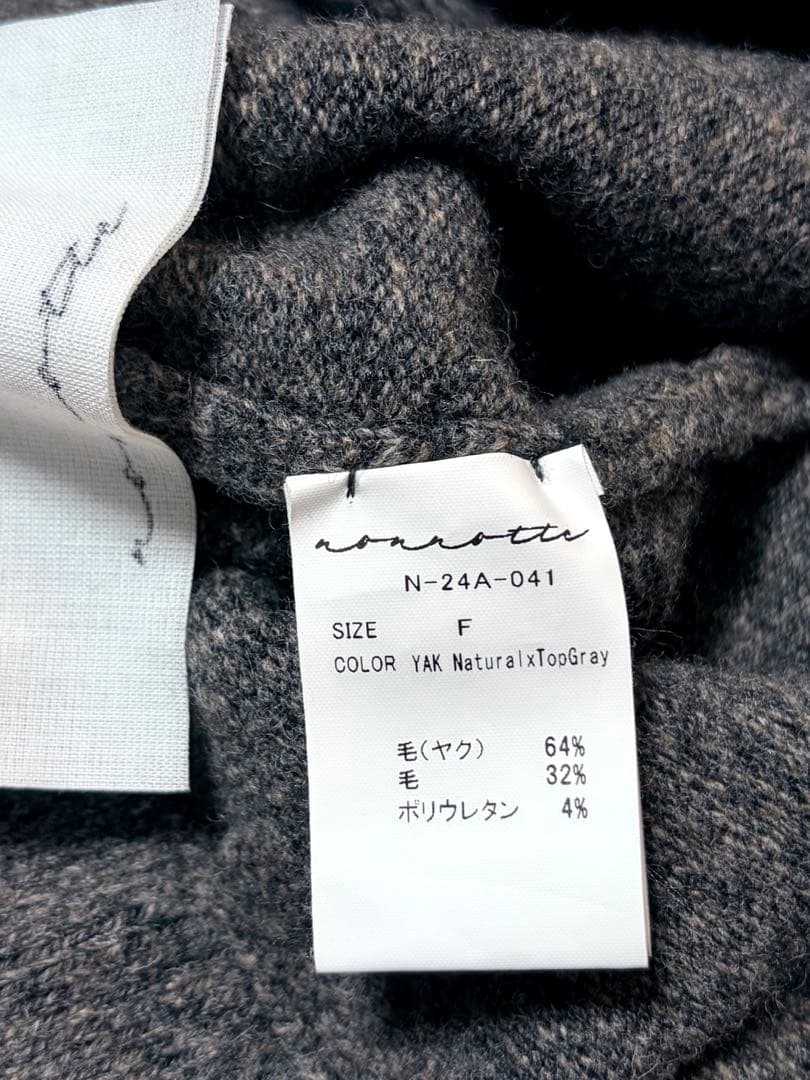 nonnotte
N-24A-041
SIZE F
COLOR YAK NaturalxTopGray
毛(ヤク) 64%
毛 32%
ポリウレタン 4%